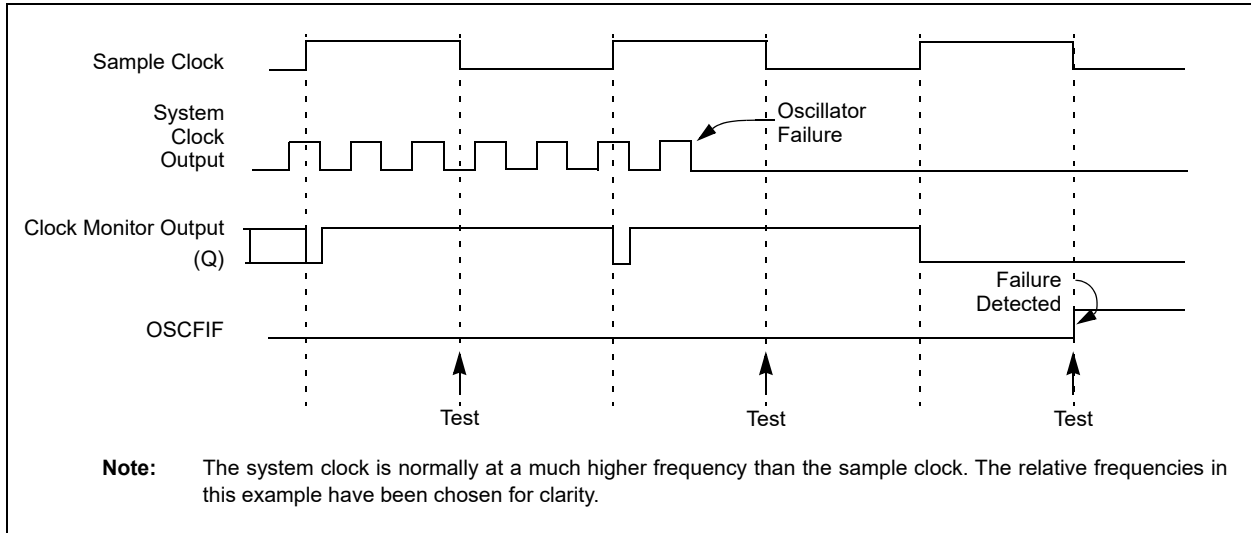 Sample Clock
System
Clock
Output
Oscillator
Failure
Clock Monitor Output
(Q)
Failure
Detected
OSCFIF
Test
Test
Test
Note: The system clock is normally at a much higher frequency than the sample clock. The relative frequencies in
this example have been chosen for clarity.